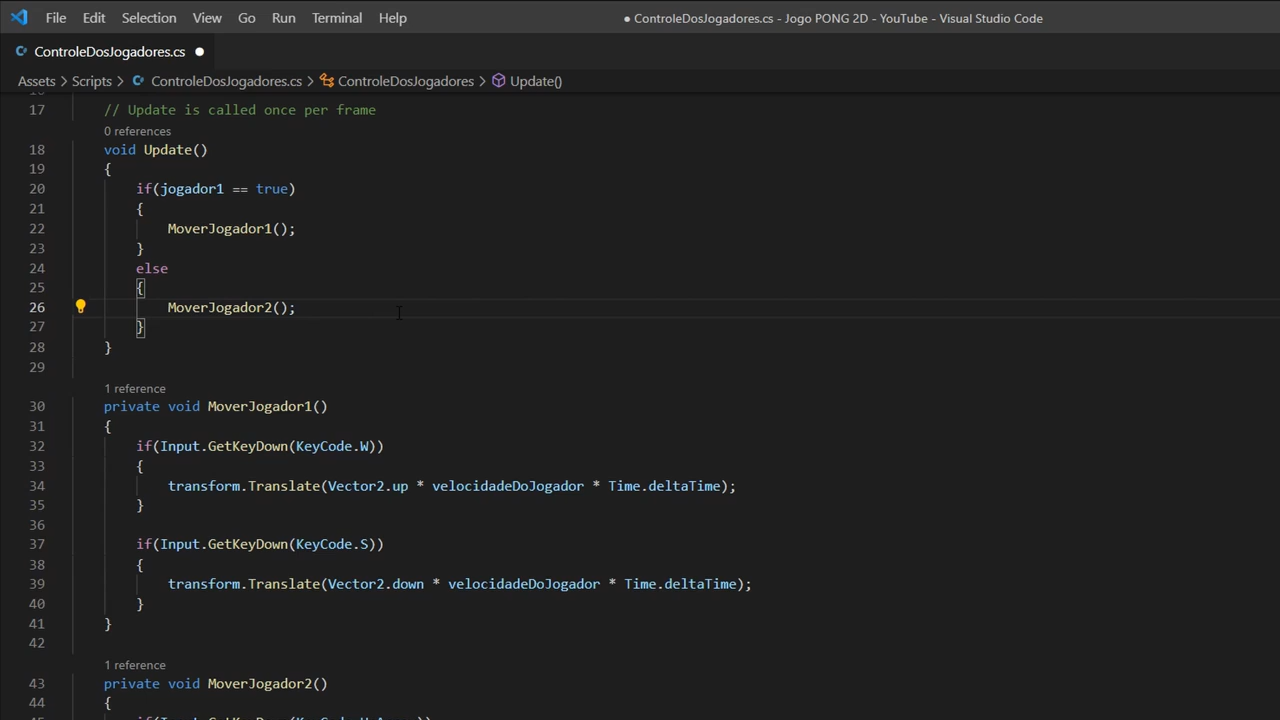 File Edit Selection View Go Run Terminal Help ● ControleDosJogadores.cs - Jogo PONG 2D - YouTube - Visual Studio Code
ControleDosJogadores.cs ●
Assets > Scripts > ControleDosJogadores.cs > ControleDosJogadores > Update()
17 // Update is called once per frame
0 references
18 void Update()
19 {
20 if(jogador1 == true)
21 {
22 MoverJogador1();
23 }
24 else
25 {
26 MoverJogador2();
27 }
28 }
29
1 reference
30 private void MoverJogador1()
31 {
32 if(Input.GetKeyDown(KeyCode.W))
33 {
34 transform.Translate(Vector2.up * velocidadeDoJogador * Time.deltaTime);
35 }
36
37 if(Input.GetKeyDown(KeyCode.S))
38 {
39 transform.Translate(Vector2.down * velocidadeDoJogador * Time.deltaTime);
40 }
41 }
42
1 reference
43 private void MoverJogador2()
44 {